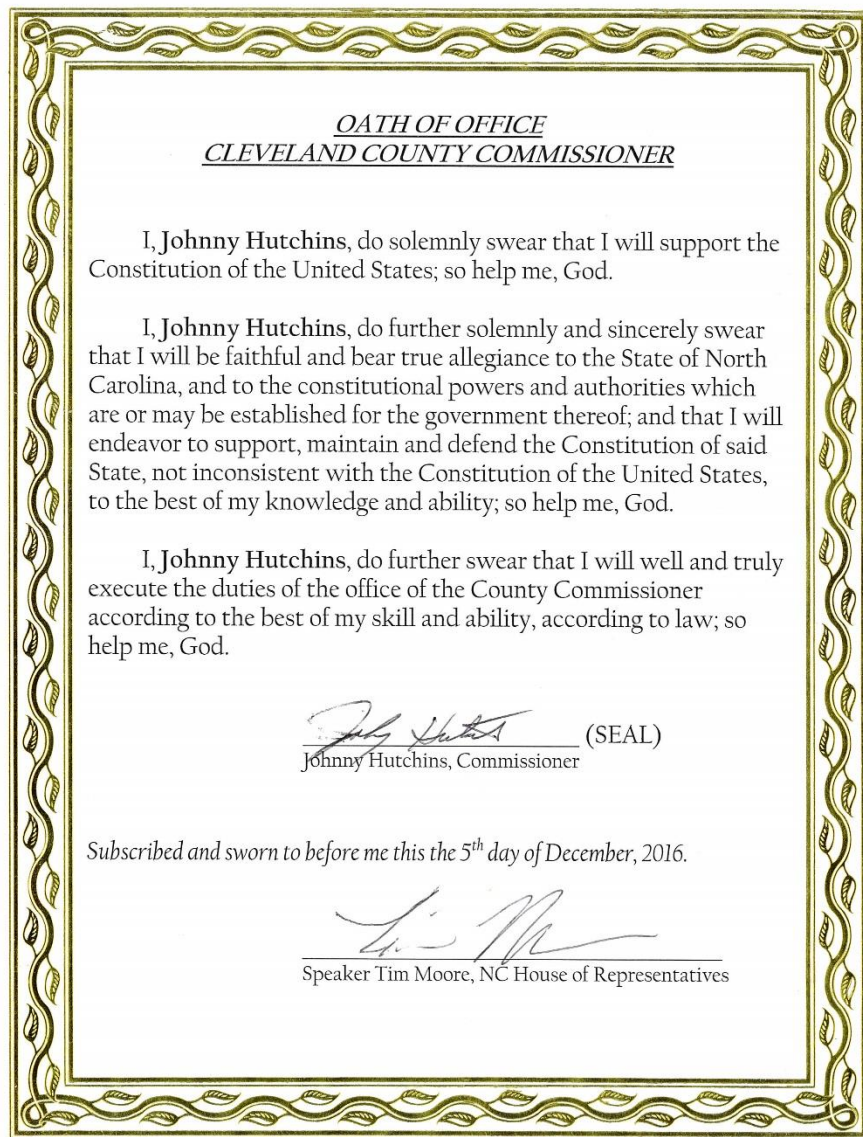 OATH OF OFFICE
CLEVELAND COUNTY COMMISSIONER
I, Johnny Hutchins, do solemnly swear that I will support the
Constitution of the United States; so help me, God.
I, Johnny Hutchins, do further solemnly and sincerely swear
that I will be faithful and bear true allegiance to the State of North
Carolina, and to the constitutional powers and authorities which
are or may be established for the government thereof; and that I will
endeavor to support, maintain and defend the Constitution of said
State, not inconsistent with the Constitution of the United States,
to the best of my knowledge and ability; so help me, God.
I, Johnny Hutchins, do further swear that I will well and truly
execute the duties of the office of the County Commissioner
according to the best of my skill and ability, according to law; so
help me, God.
(SEAL)
Johnny Hutchins, Commissioner
Subscribed and sworn to before me this the 5th day of December, 2016.
Speaker Tim Moore, NC House of Representatives